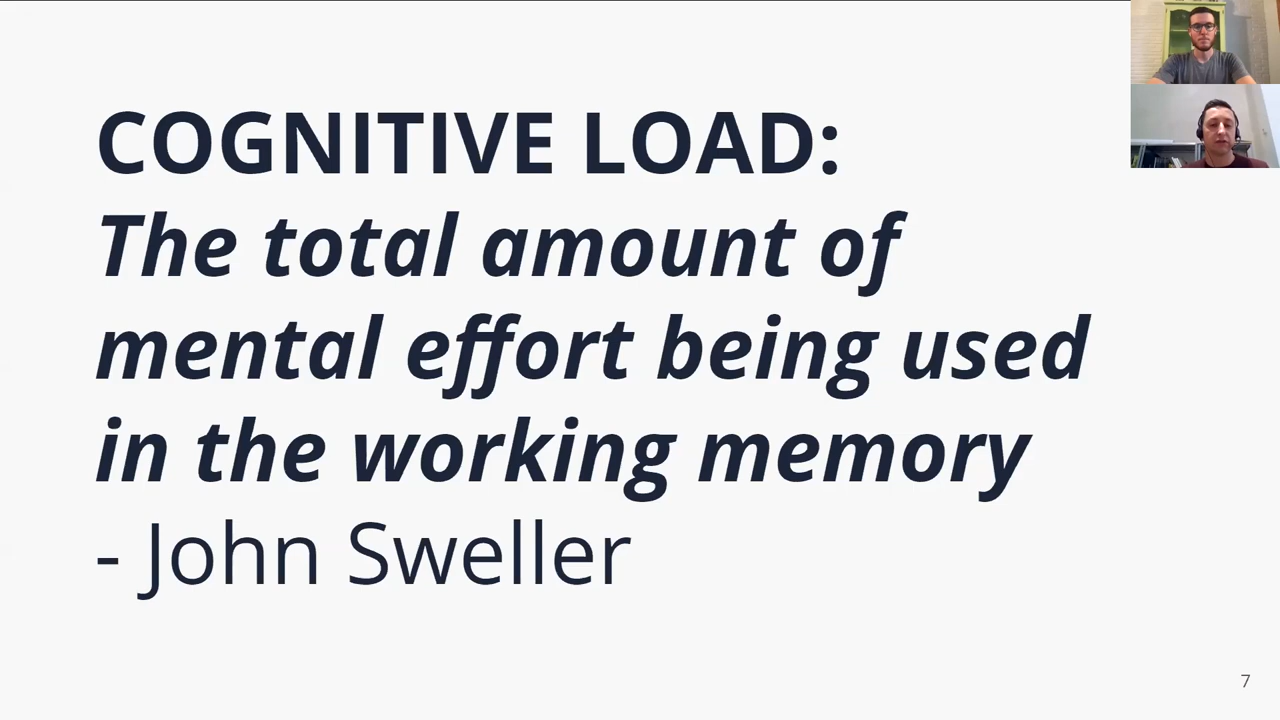 COGNITIVE LOAD:
The total amount of
mental effort being used
in the working memory
- John Sweller
7